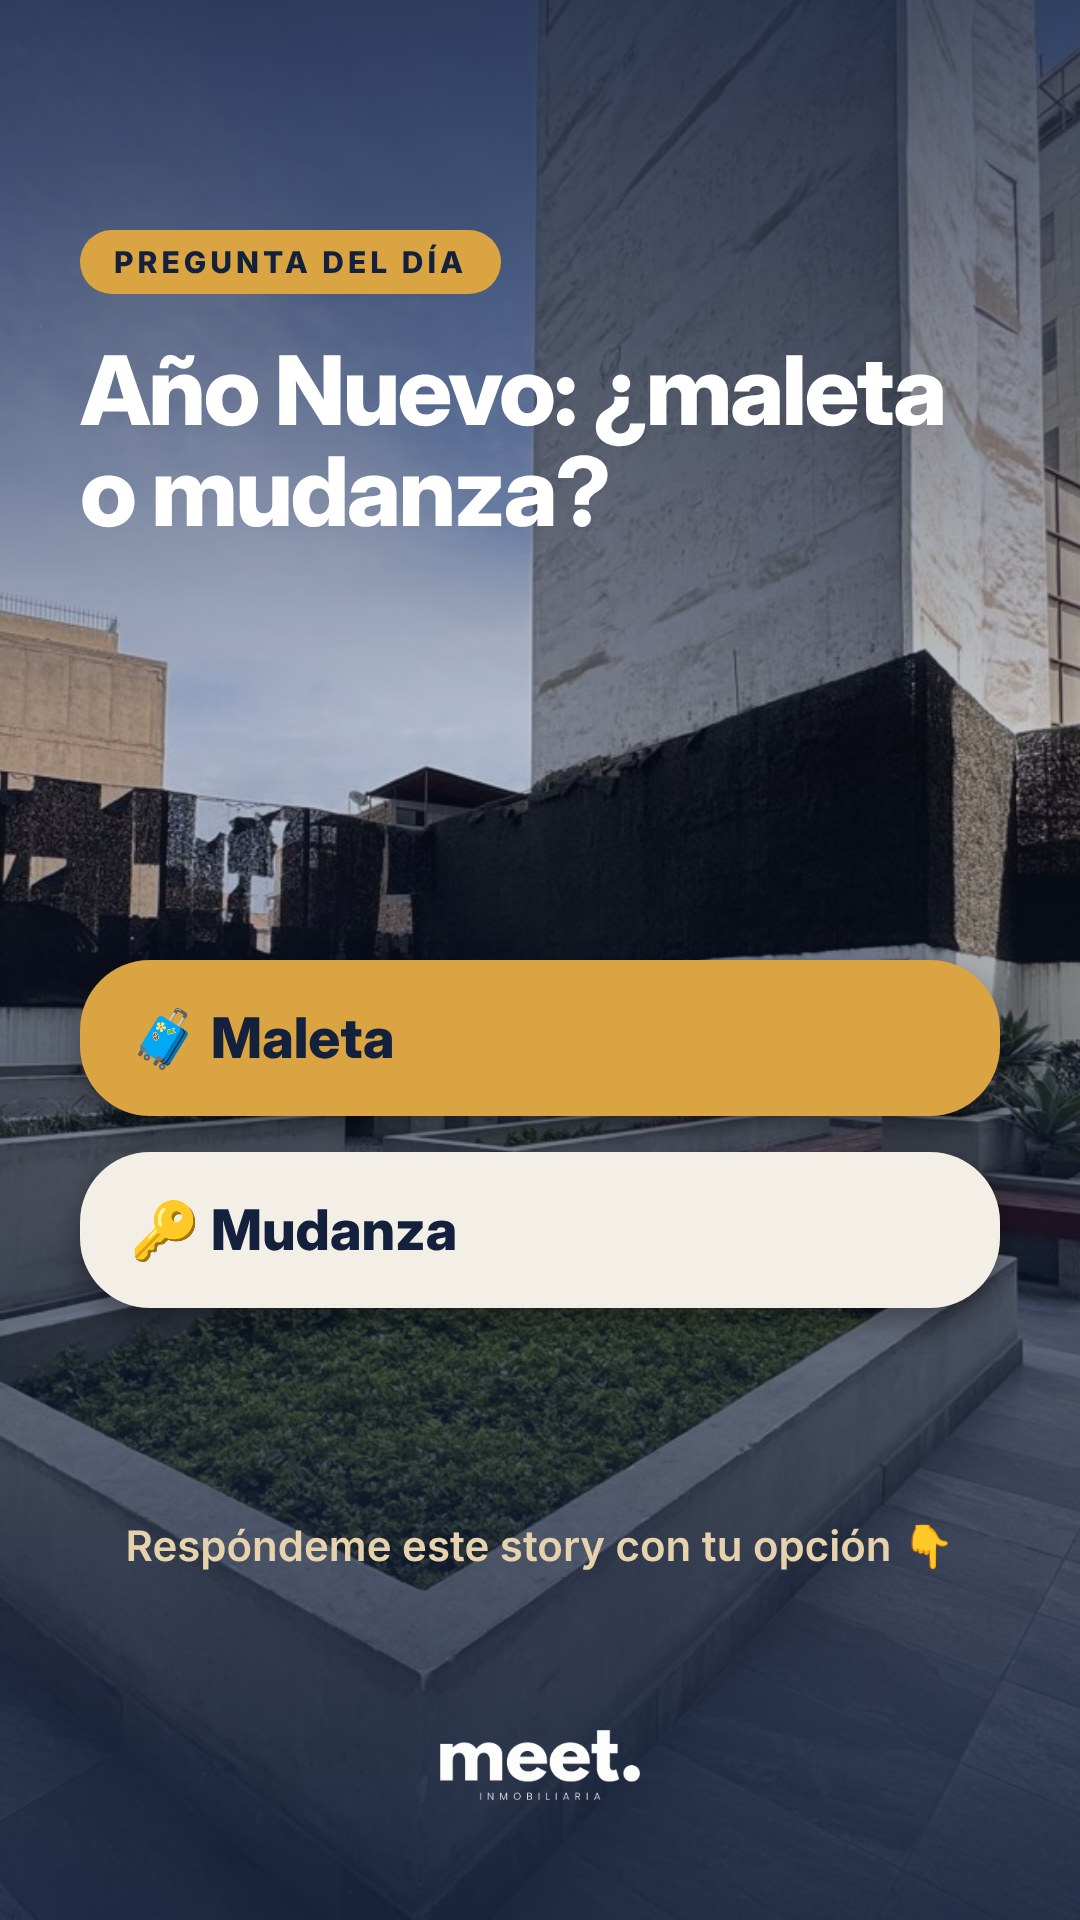 PREGUNTA DEL DÍA
Año Nuevo: ¿maleta
o mudanza?
🧳 Maleta
🔑 Mudanza
Respóndeme este story con tu opción 👇
meet.
INMOBILIARIA